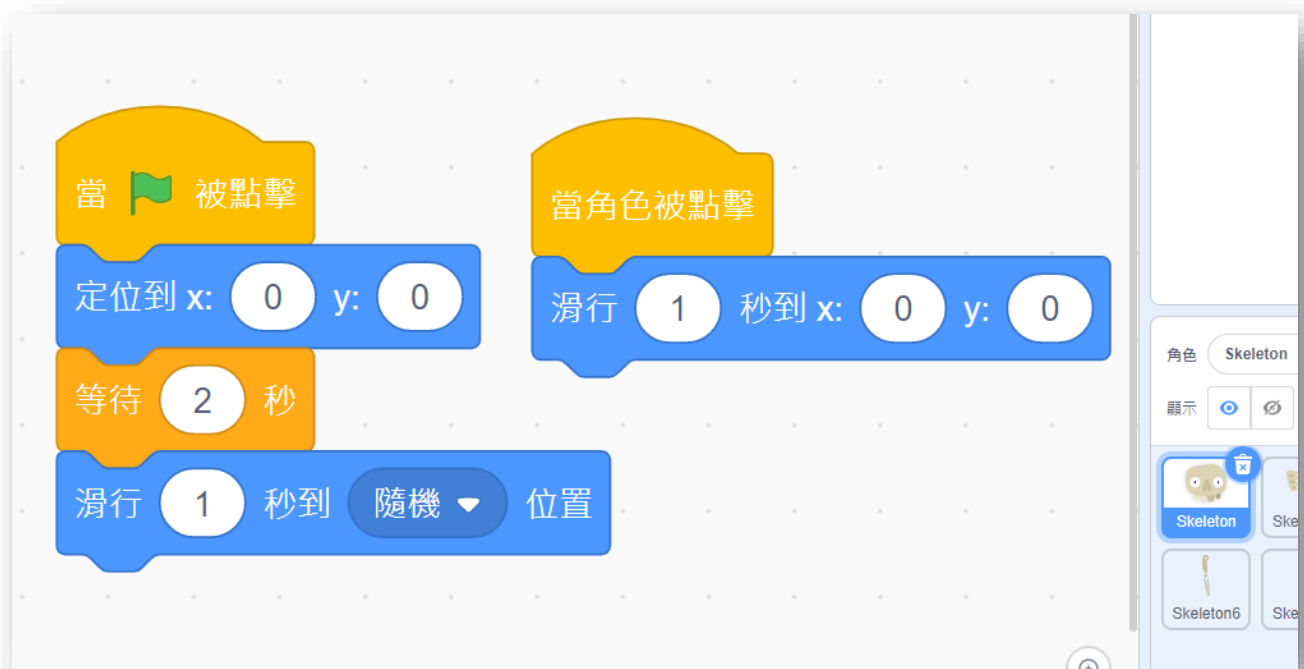 當 被點擊
定位到 x: 0 y: 0
等待 2 秒
滑行 1 秒到 隨機 位置
當角色被點擊
滑行 1 秒到 x: 0 y: 0
角色 Skeleton
顯示
Skeleton
Ske
Skeleton6
Ske